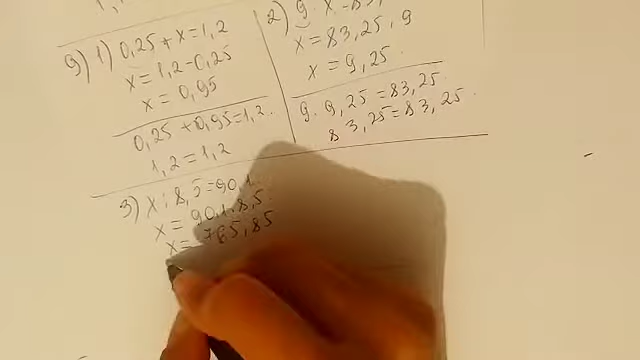 9) 1) 0,25 + x = 1,2
x = 1,2 - 0,25
x = 0,95
0,25 + 0,95 = 1,2
1,2 = 1,2
2) 9 · x = 83,
x = 83,25 : 9
x = 9,25
9 · 9,25 = 83,25
83,25 = 83,25
3) x : 8,5 = 90,1
x = 90,1 · 8,5
x = 765,85